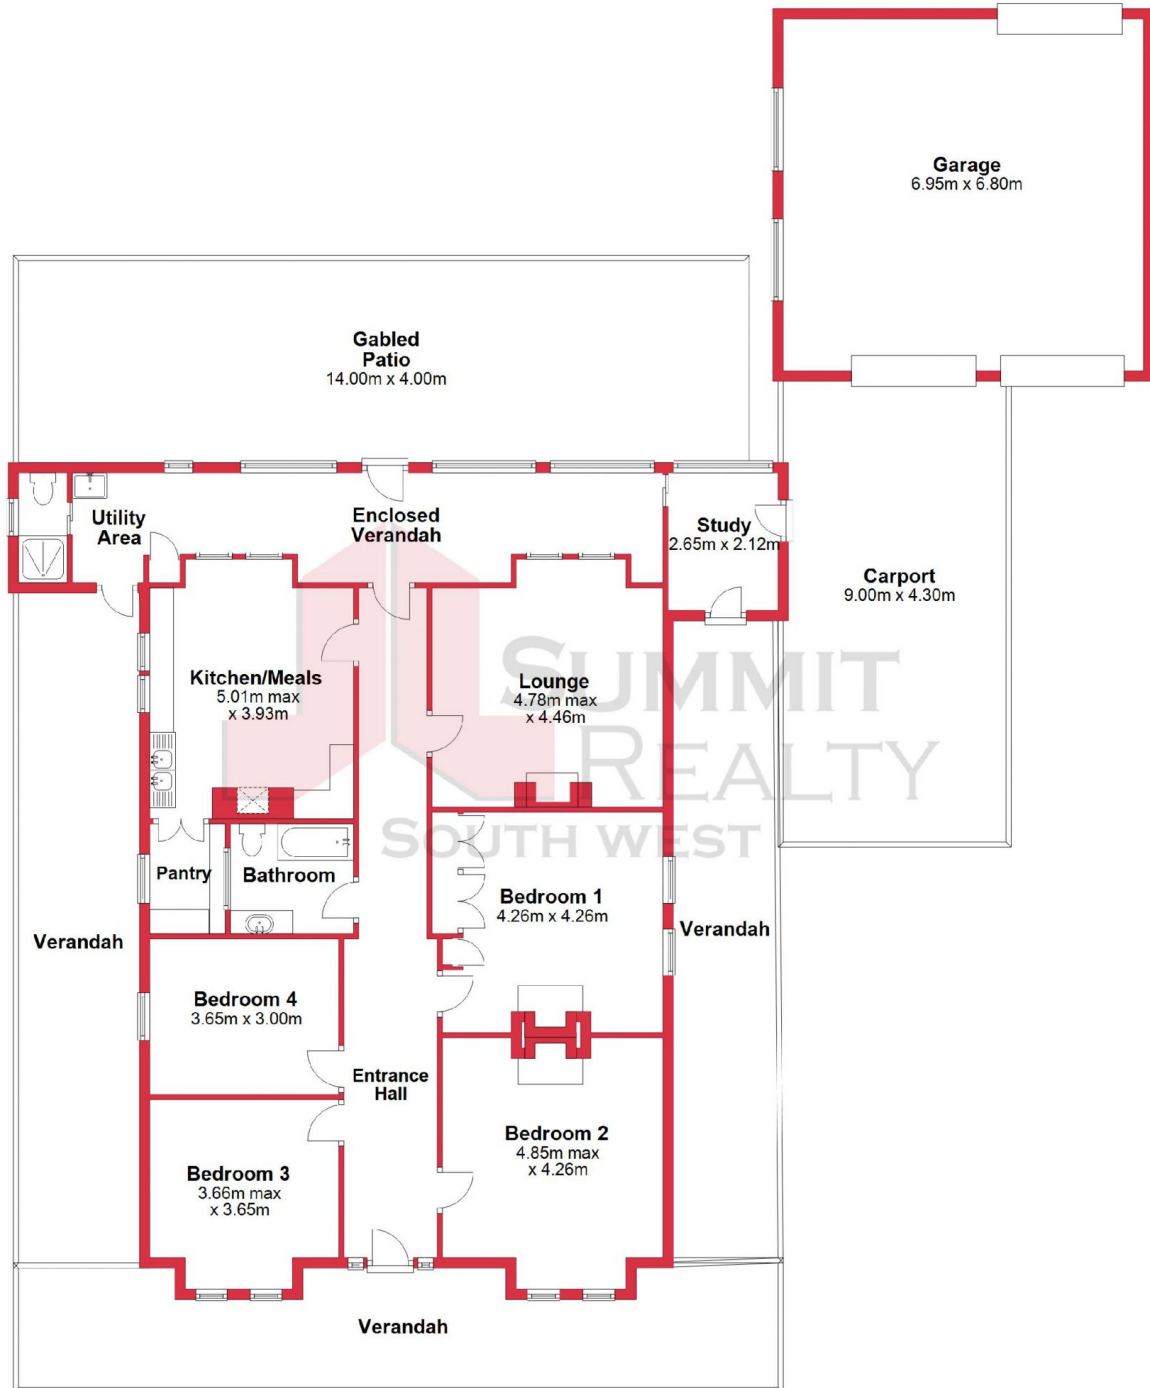 Garage
6.95m x 6.80m
Gabled
Patio
14.00m x 4.00m
Utility
Area
Enclosed
Verandah
Study
2.65m x 2.12m
Carport
9.00m x 4.30m
Kitchen/Meals
5.01m max
x 3.93m
Lounge
4.78m max
x 4.46m
SUMMIT
REALTY
SOUTH WEST
Pantry
Bathroom
Bedroom 1
4.26m x 4.26m
Verandah
Verandah
Bedroom 4
3.65m x 3.00m
Entrance
Hall
Bedroom 2
4.85m max
x 4.26m
Bedroom 3
3.66m max
x 3.65m
Verandah